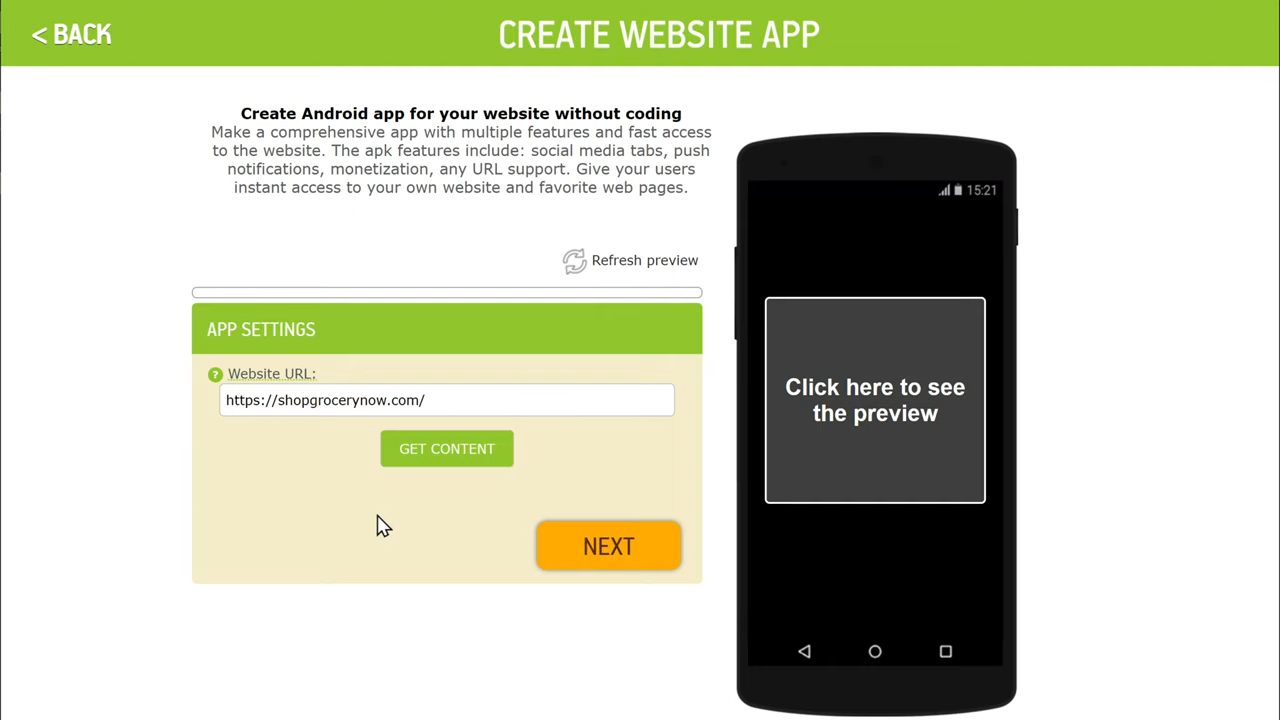 < BACK
CREATE WEBSITE APP
Create Android app for your website without coding
Make a comprehensive app with multiple features and fast access
to the website. The apk features include: social media tabs, push
notifications, monetization, any URL support. Give your users
instant access to your own website and favorite web pages.
Refresh preview
APP SETTINGS
? Website URL:
https://shopgrocerynow.com/
GET CONTENT
NEXT
15:21
Click here to see
the preview